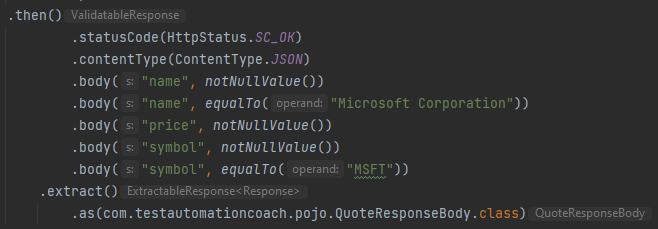 .then() ValidatableResponse
.statusCode(HttpStatus.SC_OK)
.contentType(ContentType.JSON)
.body( s: "name", notNullValue())
.body( s: "name", equalTo( operand: "Microsoft Corporation"))
.body( s: "price", notNullValue())
.body( s: "symbol", notNullValue())
.body( s: "symbol", equalTo( operand: "MSFT"))
.extract() ExtractableResponse<Response>
.as(com.testautomationcoach.pojo.QuoteResponseBody.class) QuoteResponseBody